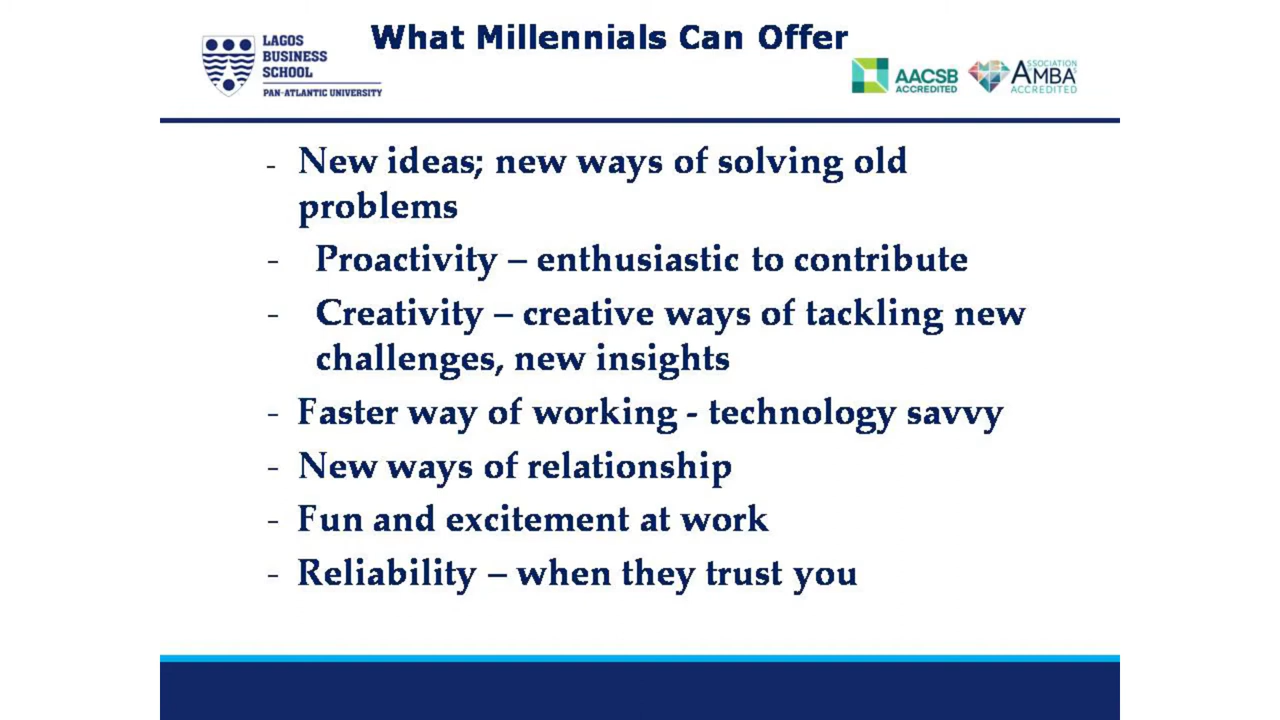 What Millennials Can Offer
LAGOS
BUSINESS
SCHOOL
PAN-ATLANTIC UNIVERSITY
AACSB
ACCREDITED
ASSOCIATION
AMBA
ACCREDITED
- New ideas; new ways of solving old
problems
- Proactivity – enthusiastic to contribute
- Creativity – creative ways of tackling new
challenges, new insights
- Faster way of working - technology savvy
- New ways of relationship
- Fun and excitement at work
- Reliability – when they trust you